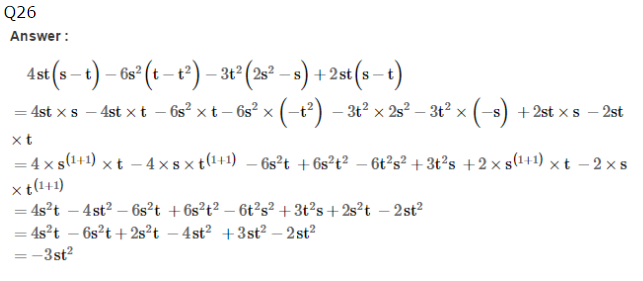 Q26
Answer :
4st(s − t) − 6s²(t − t²) − 3t²(2s² − s) + 2st(s − t)
= 4st × s − 4st × t − 6s² × t − 6s² × (−t²) − 3t² × 2s² − 3t² × (−s) + 2st × s − 2st
× t
= 4 × s⁽¹⁺¹⁾ × t − 4 × s × t⁽¹⁺¹⁾ − 6s²t + 6s²t² − 6t²s² + 3t²s + 2 × s⁽¹⁺¹⁾ × t − 2 × s
× t⁽¹⁺¹⁾
= 4s²t − 4st² − 6s²t + 6s²t² − 6t²s² + 3t²s + 2s²t − 2st²
= 4s²t − 6s²t + 2s²t − 4st² + 3st² − 2st²
= −3st²